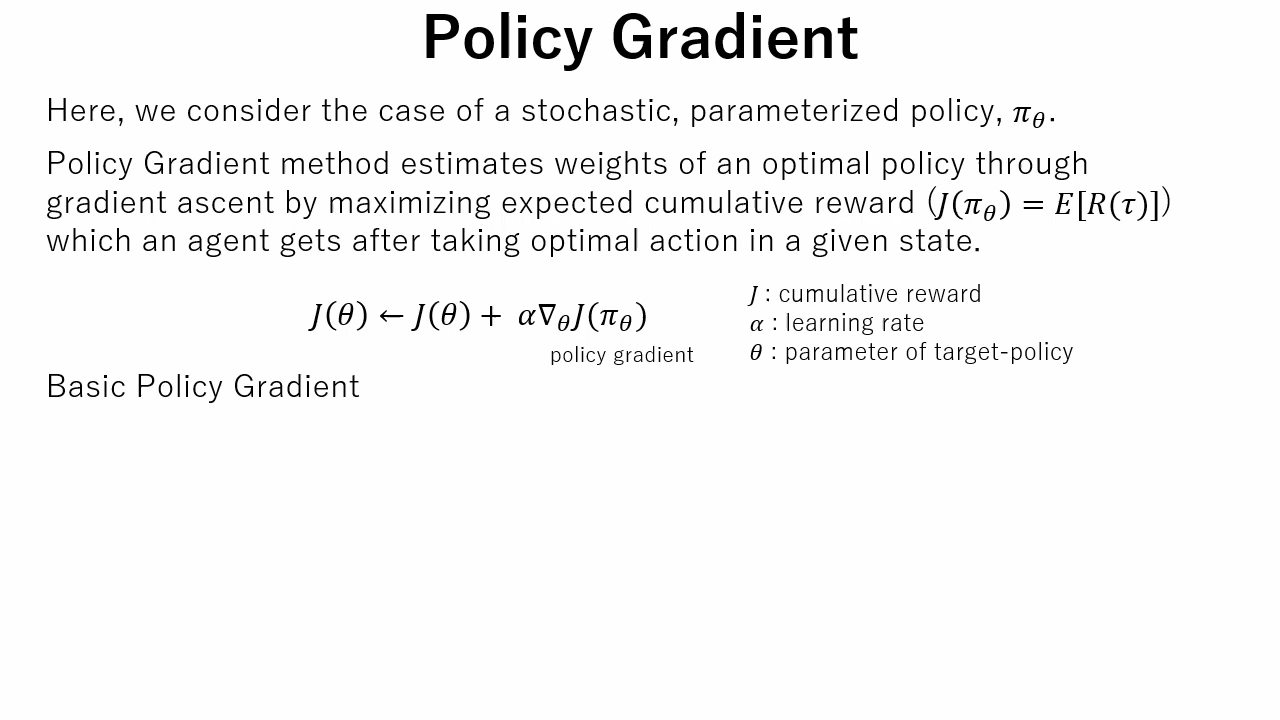 Policy Gradient
Here, we consider the case of a stochastic, parameterized policy, π_θ.
Policy Gradient method estimates weights of an optimal policy through
gradient ascent by maximizing expected cumulative reward (J(π_θ) = E[R(τ)])
which an agent gets after taking optimal action in a given state.
J(θ) ← J(θ) + α∇_θJ(π_θ)
policy gradient
J : cumulative reward
α : learning rate
θ : parameter of target-policy
Basic Policy Gradient